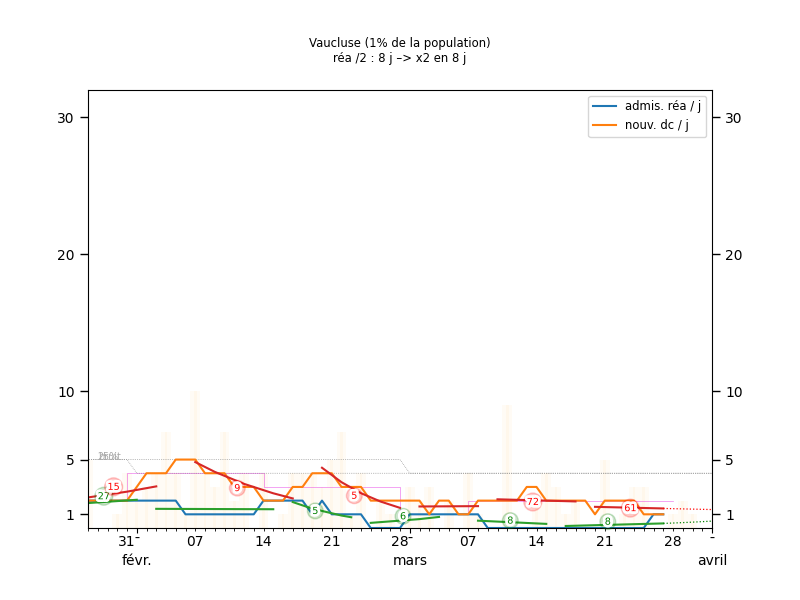 Vaucluse (1% de la population)
réa /2 : 8 j –> x2 en 8 j
admis. réa / j
nouv. dc / j
30 30
20 20
10 10
5 5
1 1
15
27
9
5
5
6
8
72
8
61
31 07 14 21 28 07 14 21 28
févr. mars avril